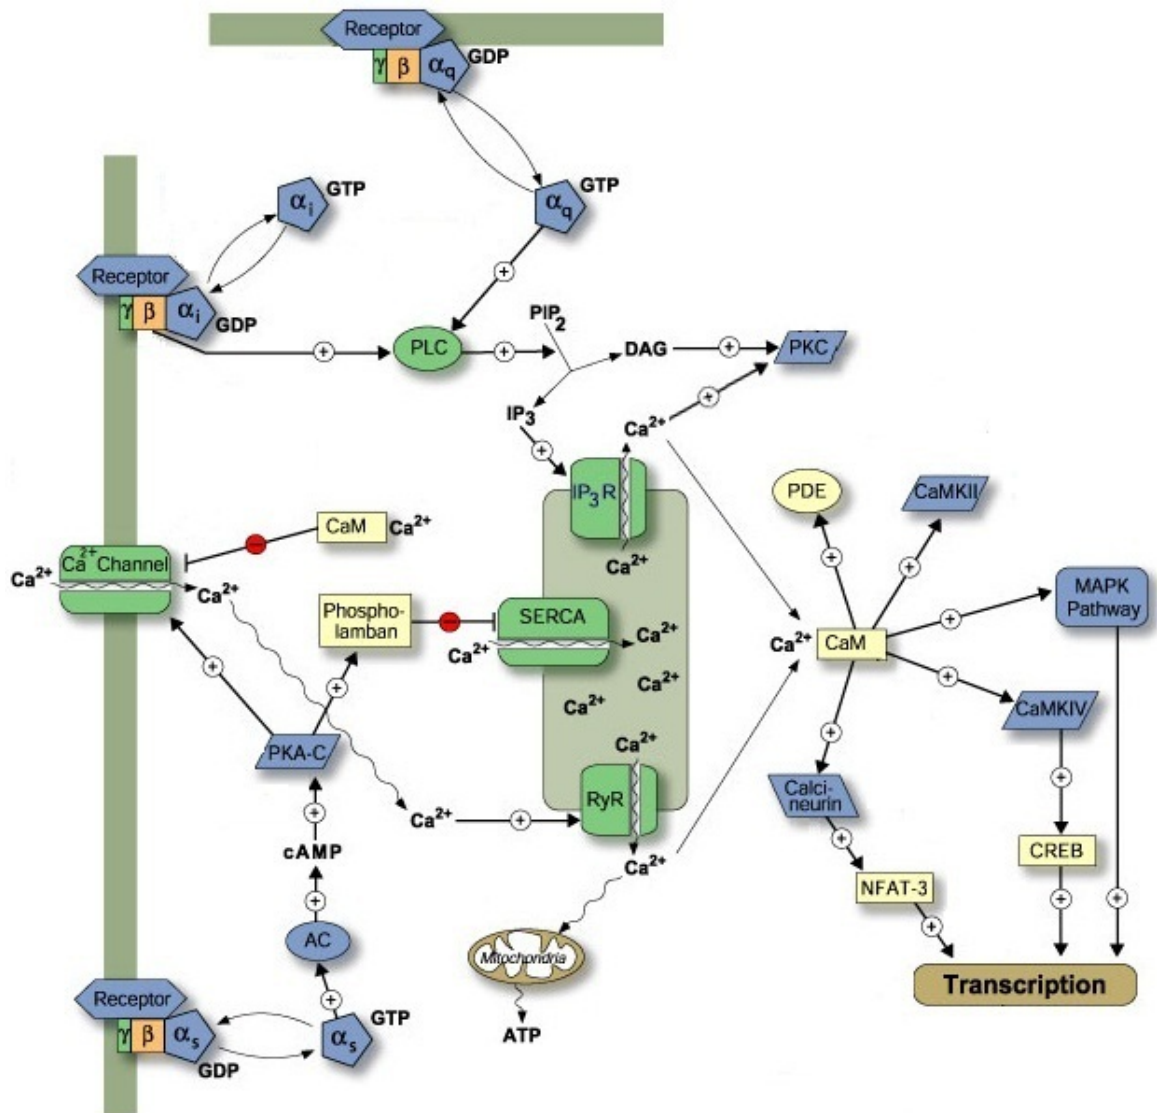 Receptor
γ β αq GDP
GTP
αq
αi GTP
Receptor
γ β αi GDP
+
+
PLC
+
PIP2
DAG
+
PKC
IP3
+
Ca2+
+
IP3R
Ca2+
PDE
CaMKII
+
+
CaM Ca2+
−
Ca2+ Channel
Ca2+
Ca2+
Phospho-
lamban
−
SERCA
Ca2+
Ca2+
Ca2+
Ca2+
Ca2+ CaM
+
MAPK
Pathway
+
CaMKIV
+
+
PKA-C
Ca2+
RyR
+
Calci-
neurin
+
Ca2+
+
+
cAMP
+
CREB
Ca2+
NFAT-3
+
+
+
+
AC
Mitochondria
Transcription
+
Receptor
γ β αs GDP
GTP
αs
ATP